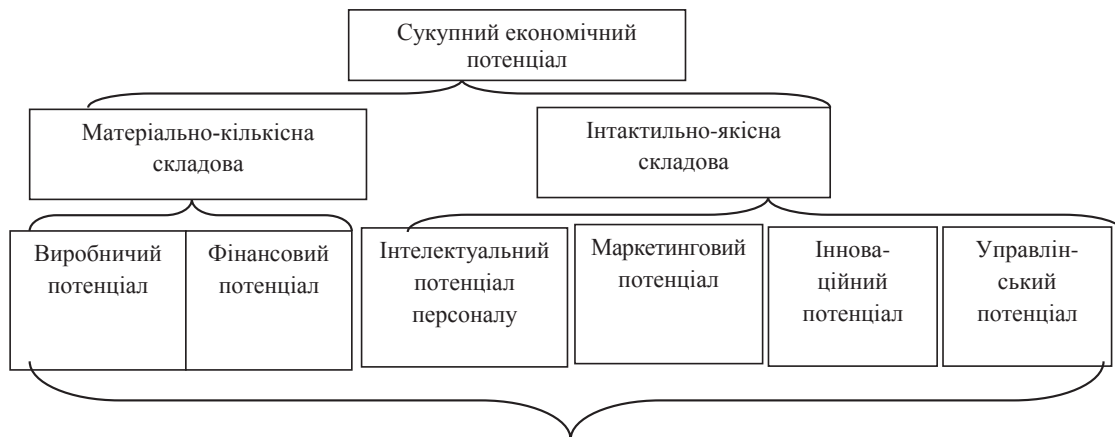 Сукупний економічний
потенціал
Матеріально-кількісна
складова
Інтактильно-якісна
складова
Виробничий
потенціал
Фінансовий
потенціал
Інтелектуальний
потенціал
персоналу
Маркетинговий
потенціал
Іннова-
ційний
потенціал
Управлін-
ський
потенціал